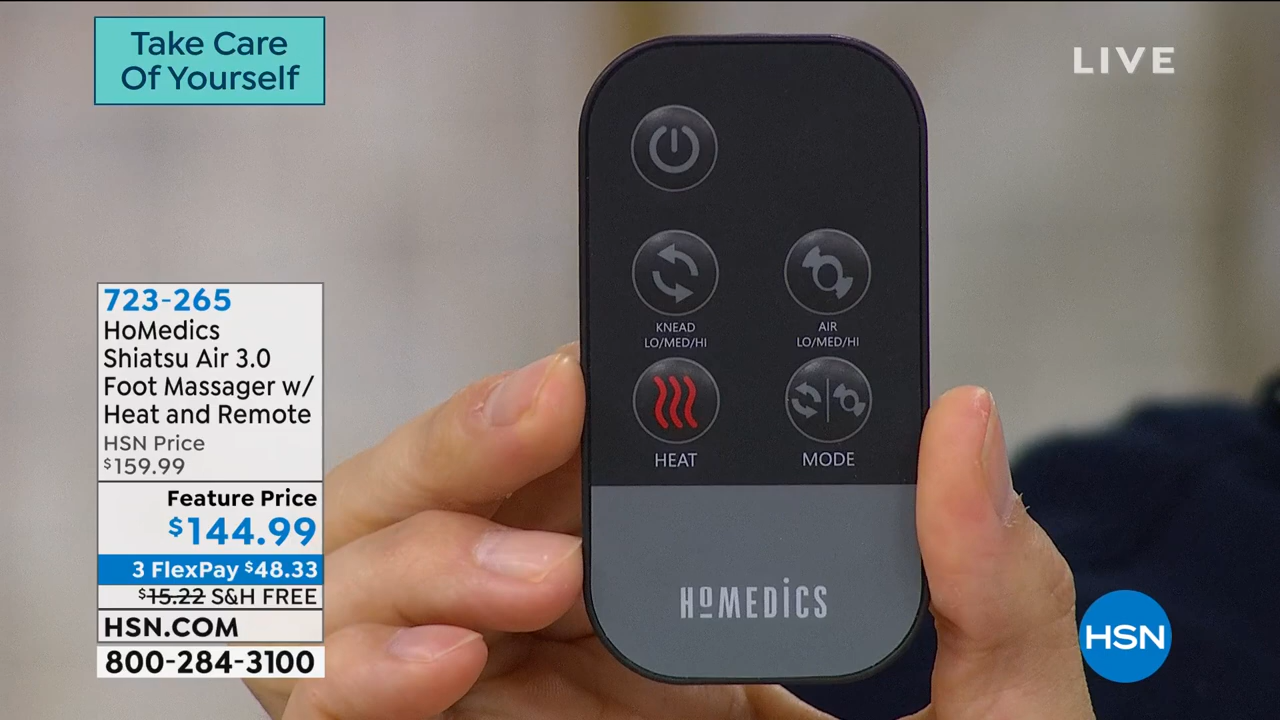 Take Care
Of Yourself
LIVE
723-265
HoMedics
Shiatsu Air 3.0
Foot Massager w/
Heat and Remote
HSN Price
$159.99
Feature Price
$144.99
3 FlexPay $48.33
$15.22 S&H FREE
HSN.COM
800-284-3100
KNEAD
LO/MED/HI
AIR
LO/MED/HI
HEAT
MODE
HoMEDiCS
HSN